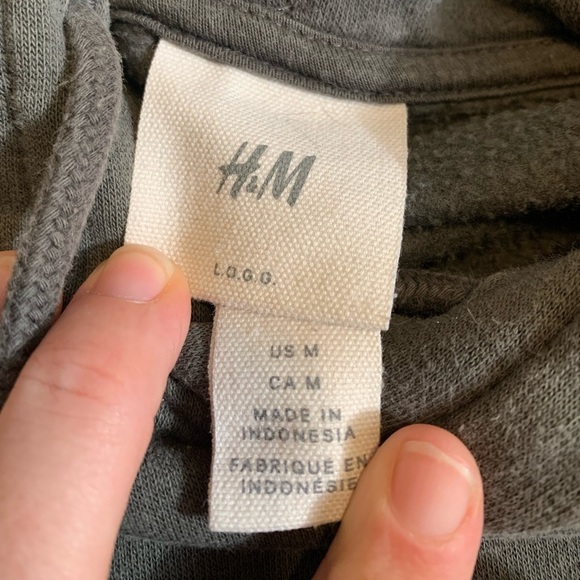 H&M
L.O.G.G.
US M
CA M
MADE IN
INDONESIA
FABRIQUE EN
INDONÉSIE